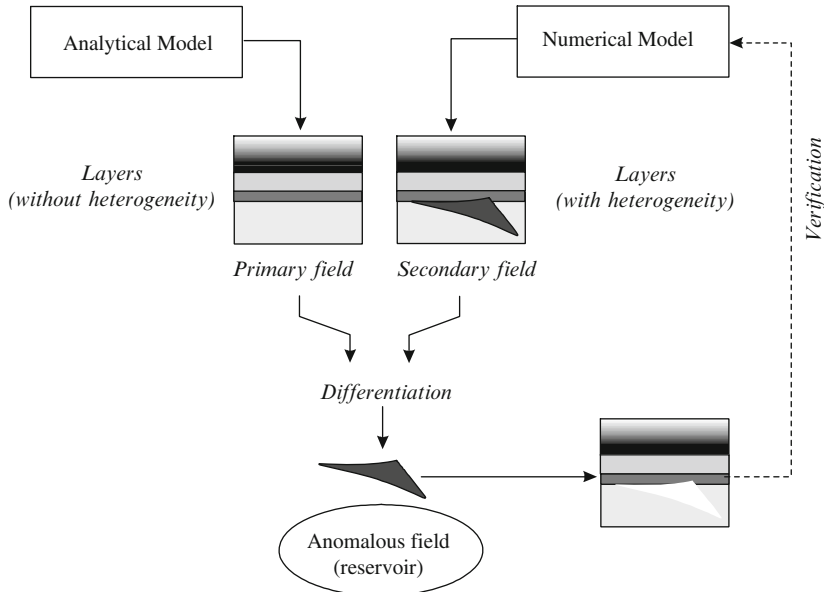 Analytical Model
Numerical Model
Layers
(without heterogeneity)
Layers
(with heterogeneity)
Verification
Primary field
Secondary field
Differentiation
Anomalous field
(reservoir)